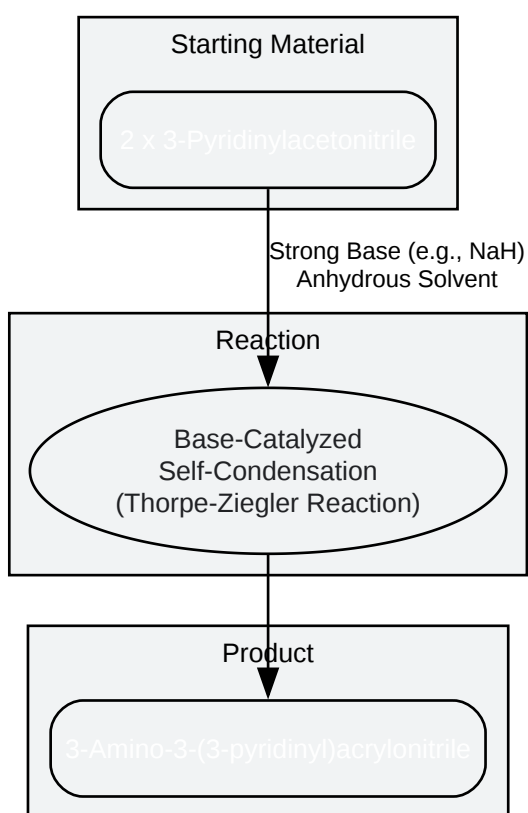 Starting Material
2 x 3-Pyridinylacetonitrile
Strong Base (e.g., NaH)
Anhydrous Solvent
Reaction
Base-Catalyzed
Self-Condensation
(Thorpe-Ziegler Reaction)
Product
3-Amino-3-(3-pyridinyl)acrylonitrile